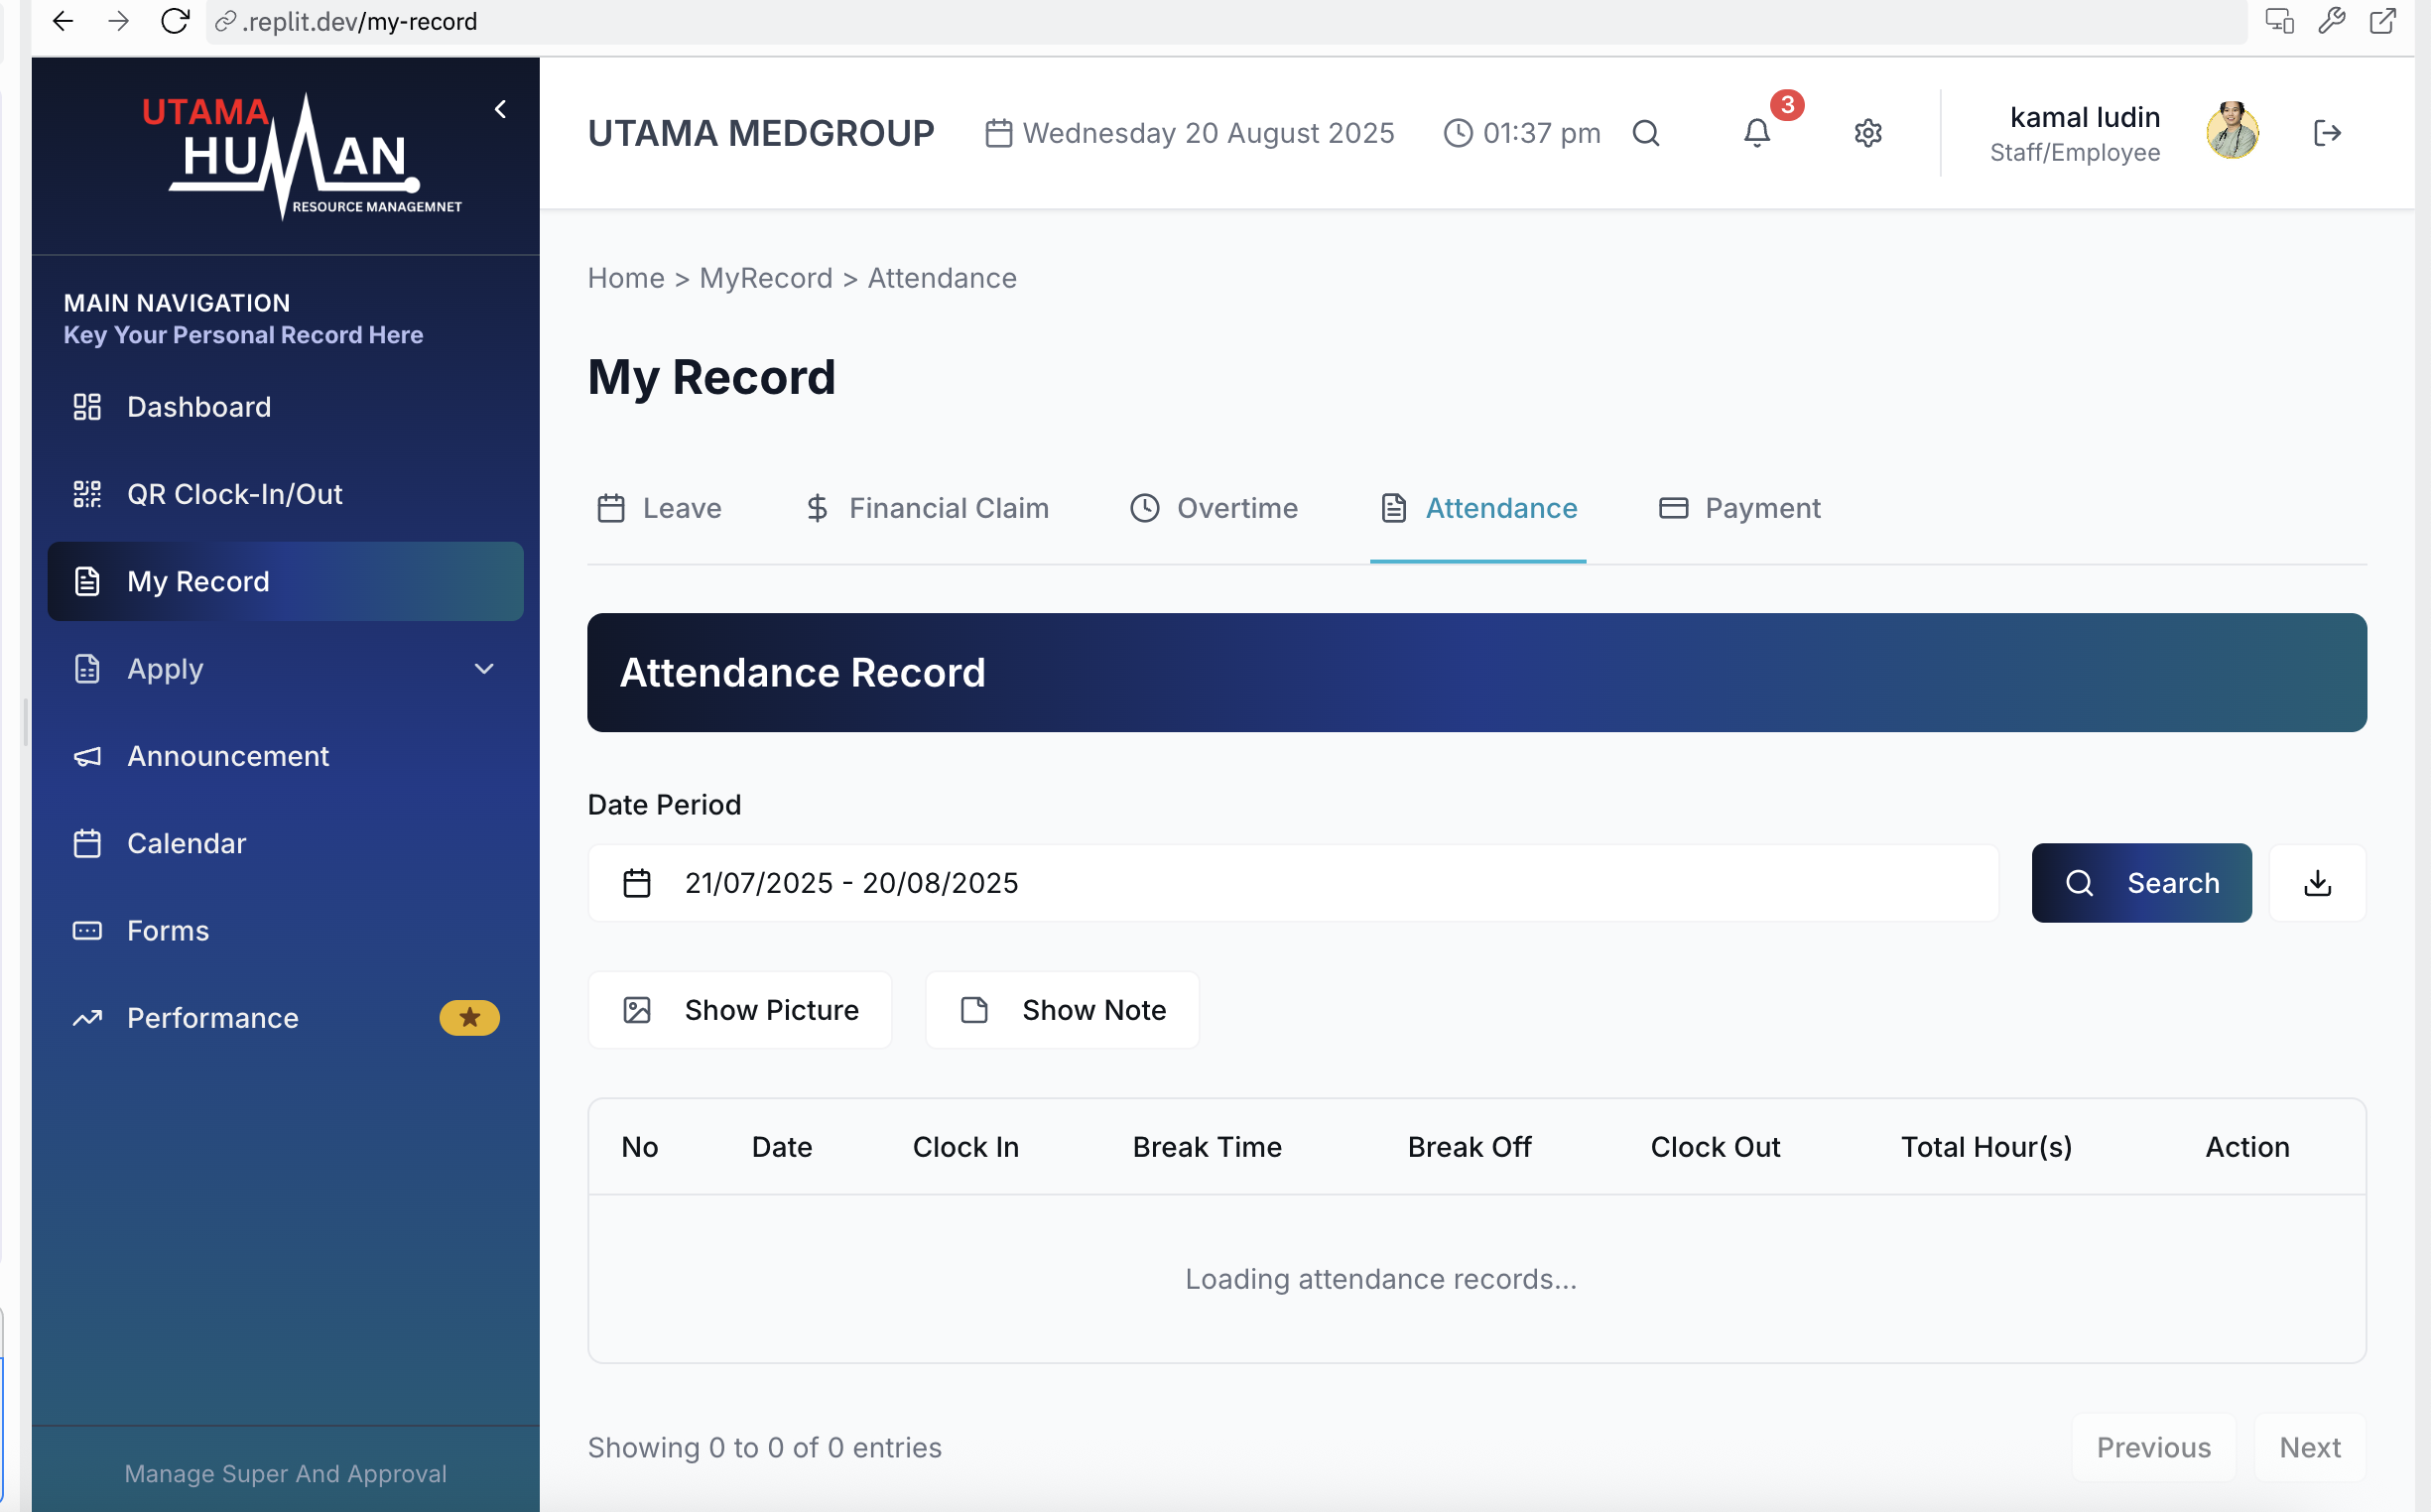 .replit.dev/my-record
UTAMA
HUMAN
RESOURCE MANAGEMNET
UTAMA MEDGROUP
Wednesday 20 August 2025
01:37 pm
3
kamal ludin
Staff/Employee
MAIN NAVIGATION
Key Your Personal Record Here
Dashboard
QR Clock-In/Out
My Record
Apply
Announcement
Calendar
Forms
Performance
Manage Super And Approval
Home > MyRecord > Attendance
My Record
Leave
Financial Claim
Overtime
Attendance
Payment
Attendance Record
Date Period
21/07/2025 - 20/08/2025
Search
Show Picture
Show Note
No Date Clock In Break Time Break Off Clock Out Total Hour(s) Action
Loading attendance records...
Showing 0 to 0 of 0 entries
Previous
Next